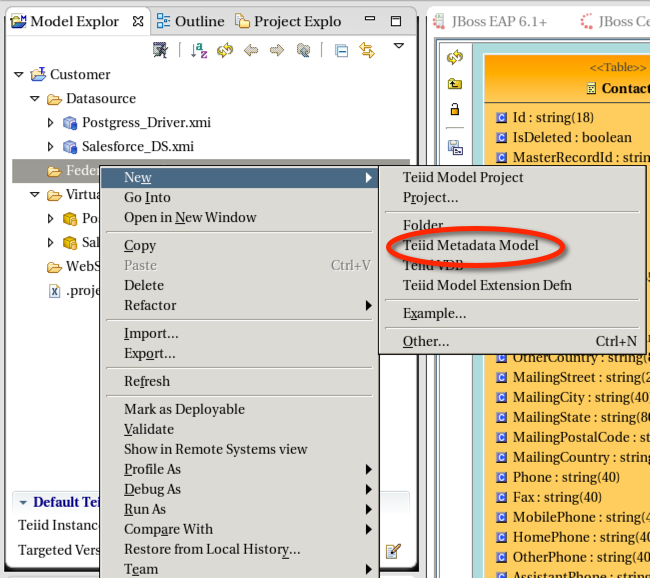 Model Explor
Outline
Project Explo
JBoss EAP 6.1+
JBoss Ce
Customer
Datasource
Postgress_Driver.xmi
Salesforce_DS.xmi
Feder
Virtua
Po
Sal
WebS
.proje
New
Go Into
Open in New Window
Copy
Paste Ctrl+V
Delete
Refactor
Import...
Export...
Refresh
Mark as Deployable
Validate
Show in Remote Systems view
Profile As
Debug As
Run As
Compare With
Restore from Local History...
Team
Teiid Model Project
Project...
Folder
Teiid Metadata Model
Teiid VDB
Teiid Model Extension Defn
Example...
Other... Ctrl+N
Default Tei
Teiid Instanc
Targeted Vers
<<Table>>
Contact
Id : string(18)
IsDeleted : boolean
MasterRecordId : strin
OtherCountry : string(8
MailingStreet : string(2
MailingCity : string(40
MailingState : string(80
MailingPostalCode : st
MailingCountry : string
Phone : string(40)
Fax : string(40)
MobilePhone : string(4
HomePhone : string(40
OtherPhone : string(40
AssistantPhone : string